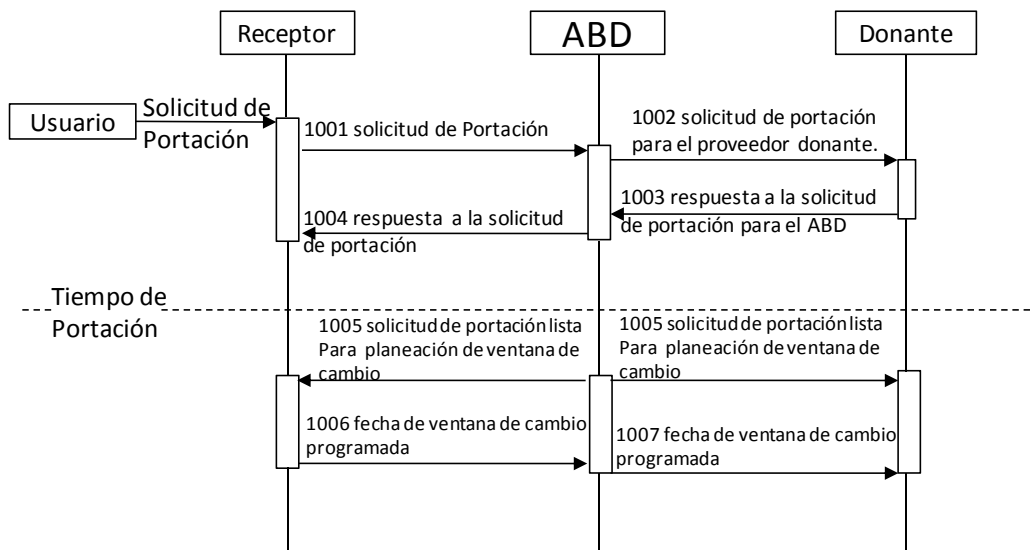 Receptor
ABD
Donante
Usuario
Solicitud de
Portación
1001 solicitud de Portación
1002 solicitud de portación
para el proveedor donante.
1003 respuesta a la solicitud
de portación para el ABD
1004 respuesta a la solicitud
de portación
Tiempo de
Portación
1005 solicitud de portación lista
Para planeación de ventana de
cambio
1005 solicitud de portación lista
Para planeación de ventana de
cambio
1006 fecha de ventana de cambio
programada
1007 fecha de ventana de cambio
programada